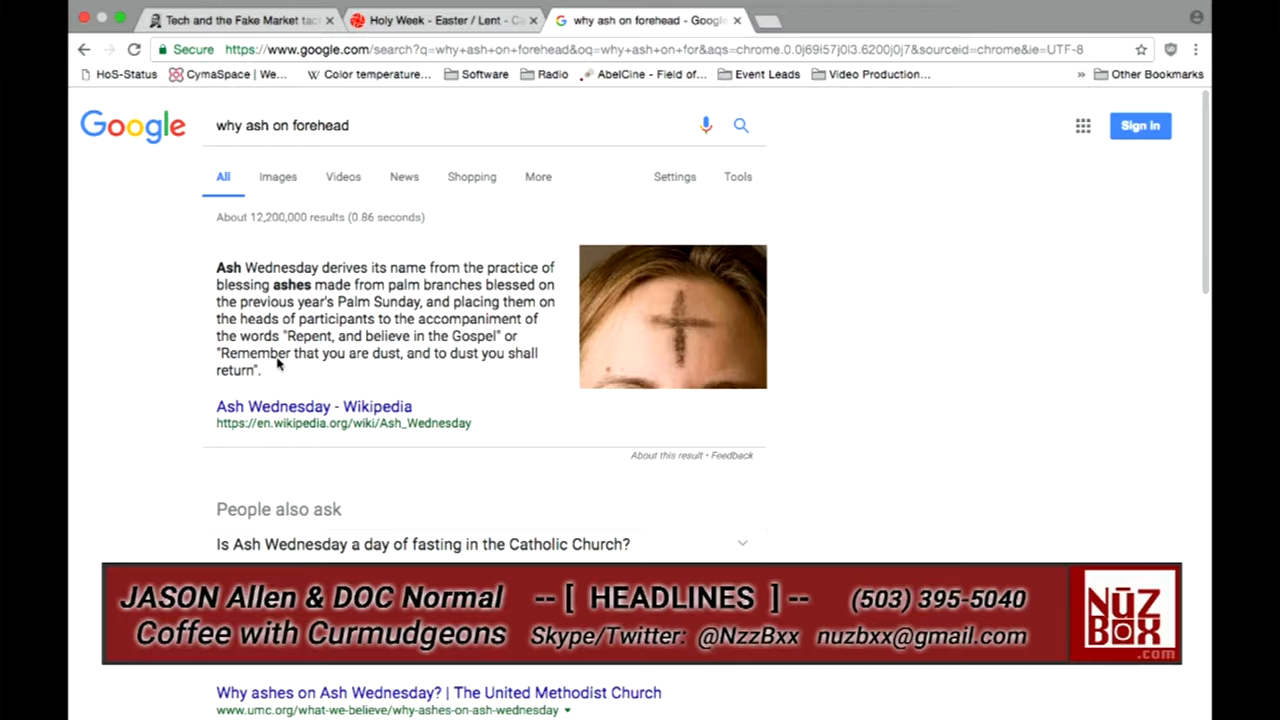 Tech and the Fake Market tac
Holy Week - Easter / Lent - C
why ash on forehead - Google
Secure https://www.google.com/search?q=why+ash+on+forehead&oq=why+ash+on+for&aqs=chrome.0.0j69i57j0l3.6200j0j7&sourceid=chrome&ie=UTF-8
HoS-Status CymaSpace | We... Color temperature... Software Radio AbelCine - Field of... Event Leads Video Production... » Other Bookmarks
Google why ash on forehead Sign in
All Images Videos News Shopping More Settings Tools
About 12,200,000 results (0.86 seconds)
Ash Wednesday derives its name from the practice of
blessing ashes made from palm branches blessed on
the previous year's Palm Sunday, and placing them on
the heads of participants to the accompaniment of
the words "Repent, and believe in the Gospel" or
"Remember that you are dust, and to dust you shall
return".
Ash Wednesday - Wikipedia
https://en.wikipedia.org/wiki/Ash_Wednesday
About this result • Feedback
People also ask
Is Ash Wednesday a day of fasting in the Catholic Church?
JASON Allen & DOC Normal -- [ HEADLINES ] -- (503) 395-5040
Coffee with Curmudgeons Skype/Twitter: @NzzBxx nuzbxx@gmail.com
NūZ
BOX
.com
Why ashes on Ash Wednesday? | The United Methodist Church
www.umc.org/what-we-believe/why-ashes-on-ash-wednesday